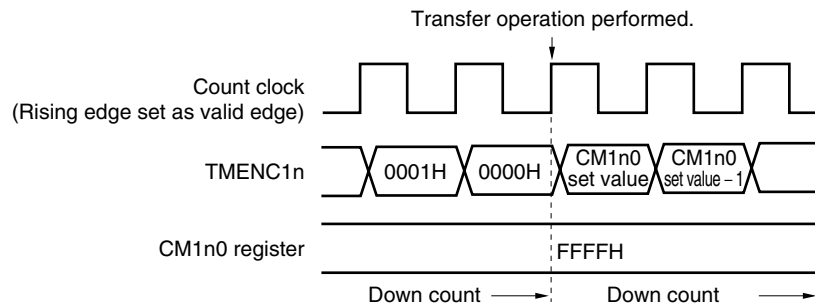 Transfer operation performed.
Count clock
(Rising edge set as valid edge)
TMENC1n
0001H
0000H
CM1n0
set value
CM1n0
set value – 1
CM1n0 register
FFFFH
Down count
Down count